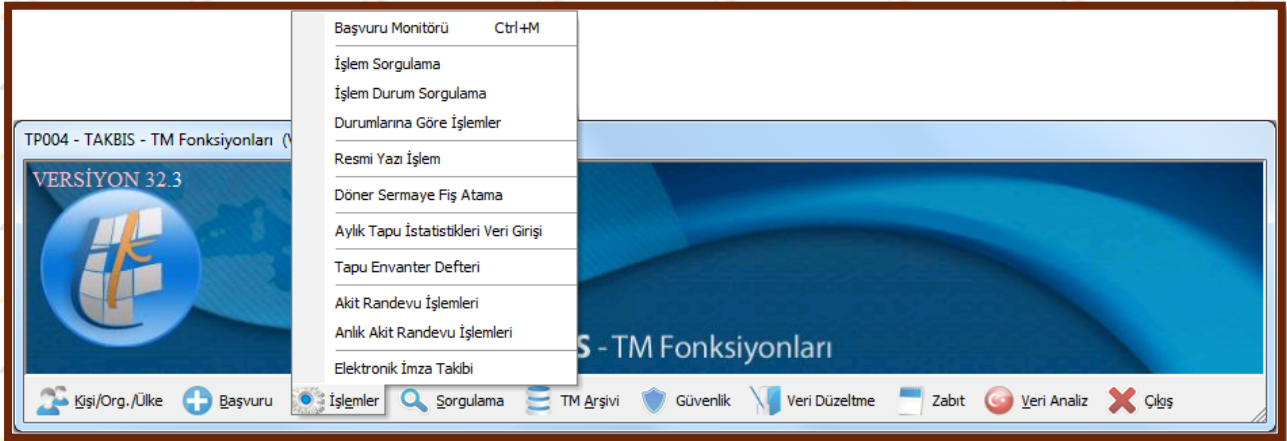 Başvuru Monitörü Ctrl+M
İşlem Sorgulama
İşlem Durum Sorgulama
Durumlarına Göre İşlemler
Resmi Yazı İşlem
Döner Sermaye Fiş Atama
Aylık Tapu İstatistikleri Veri Girişi
Tapu Envanter Defteri
Akit Randevu İşlemleri
Anlık Akit Randevu İşlemleri
Elektronik İmza Takibi
TP004 - TAKBIS - TM Fonksiyonları (
VERSİYON 32.3
S - TM Fonksiyonları
Kişi/Org./Ülke Başvuru İşlemler Sorgulama TM Arşivi Güvenlik Veri Düzeltme Zabıt Veri Analiz Çıkış